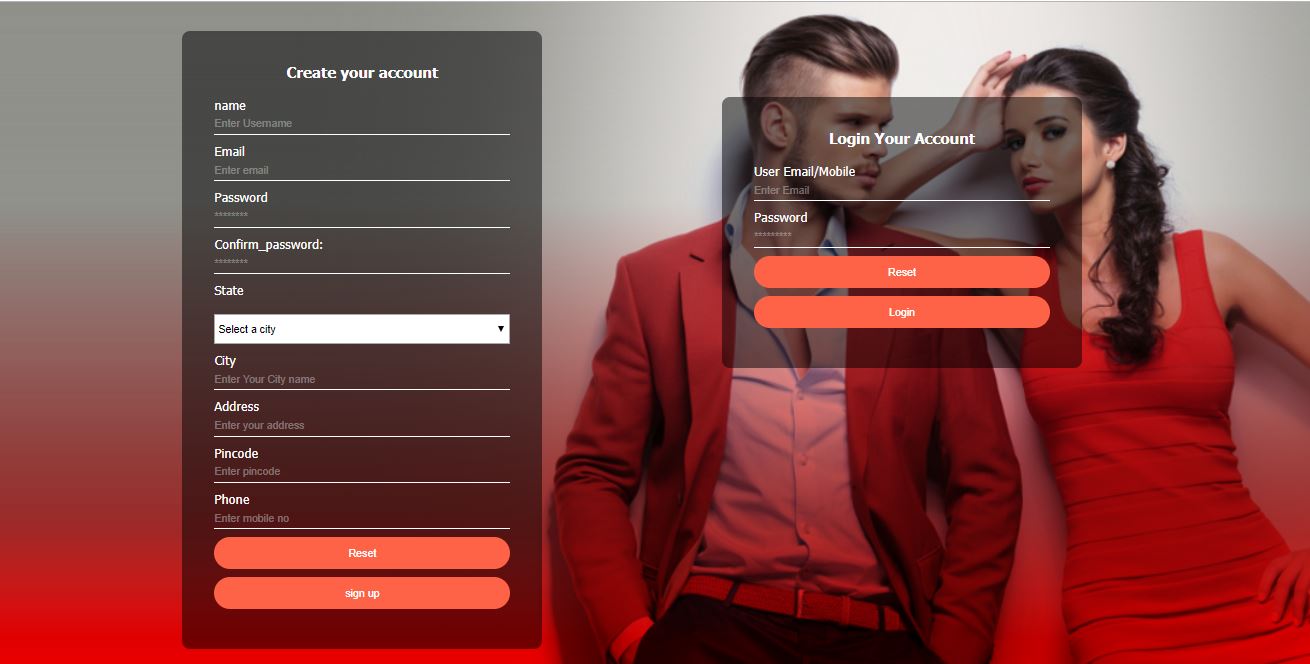 Create your account
name
Enter Username
Email
Enter email
Password
********
Confirm_password:
********
State
Select a city
City
Enter Your City name
Address
Enter your address
Pincode
Enter pincode
Phone
Enter mobile no
Reset
sign up
Login Your Account
User Email/Mobile
Enter Email
Password
*********
Reset
Login